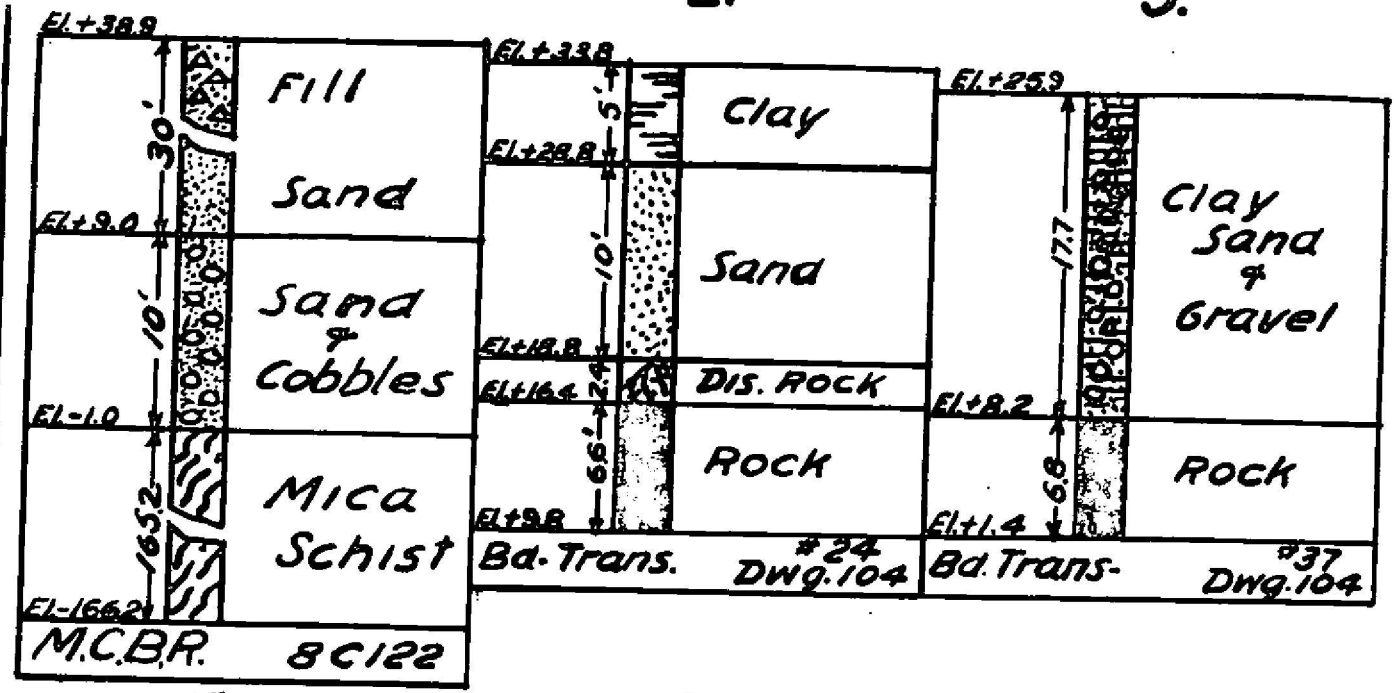 2.
3.
El.+38.9
30'
Fill
Sand
El.+9.0
10'
Sand
&
Cobbles
El.-1.0
165.2
Mica
Schist
El.-166.2
M.C.B.R. 8C122
El.+33.8
5'
Clay
El.+28.8
10'
Sand
El.+18.8
2.4
Dis. Rock
El.+16.4
6.6'
Rock
El.+9.8
Bd. Trans. #24
Dwg. 104
El.+25.9
17.7
Clay
Sand
&
Gravel
El.+8.2
6.8
Rock
El.+1.4
Bd. Trans- #37
Dwg. 104